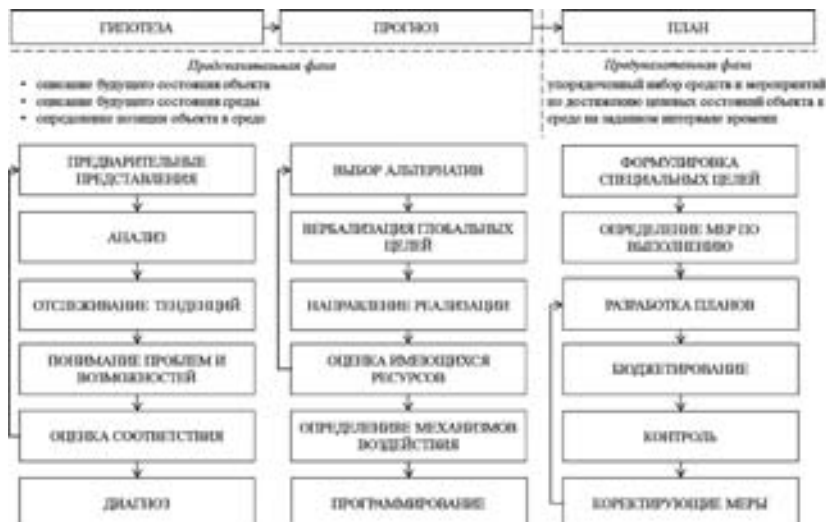 ГИПОТЕЗА
ПРОГНОЗ
ПЛАН
Предсказательная фаза
• описание будущего состояния объекта
• описание будущего состояния среды
• определение позиции объекта в среде
Предуказательная фаза
упорядоченный набор средств и мероприятий
по достижению целевых состояний объекта в
среде на заданном интервале времени
ПРЕДВАРИТЕЛЬНЫЕ
ПРЕДСТАВЛЕНИЯ
АНАЛИЗ
ОТСЛЕЖИВАНИЕ ТЕНДЕНЦИЙ
ПОНИМАНИЕ ПРОБЛЕМ И
ВОЗМОЖНОСТЕЙ
ОЦЕНКА СООТВЕТСТВИЯ
ДИАГНОЗ
ВЫБОР АЛЬТЕРНАТИВ
ВЕРБАЛИЗАЦИЯ ГЛОБАЛЬНЫХ
ЦЕЛЕЙ
НАПРАВЛЕНИЕ РЕАЛИЗАЦИИ
ОЦЕНКА ИМЕЮЩИХСЯ
РЕСУРСОВ
ОПРЕДЕЛЕНИЕ МЕХАНИЗМОВ
ВОЗДЕЙСТВИЯ
ПРОГРАММИРОВАНИЕ
ФОРМУЛИРОВКА
СПЕЦИАЛЬНЫХ ЦЕЛЕЙ
ОПРЕДЕЛЕНИЕ МЕР ПО
ВЫПОЛНЕНИЮ
РАЗРАБОТКА ПЛАНОВ
БЮДЖЕТИРОВАНИЕ
КОНТРОЛЬ
КОРЕКТИРУЮЩИЕ МЕРЫ